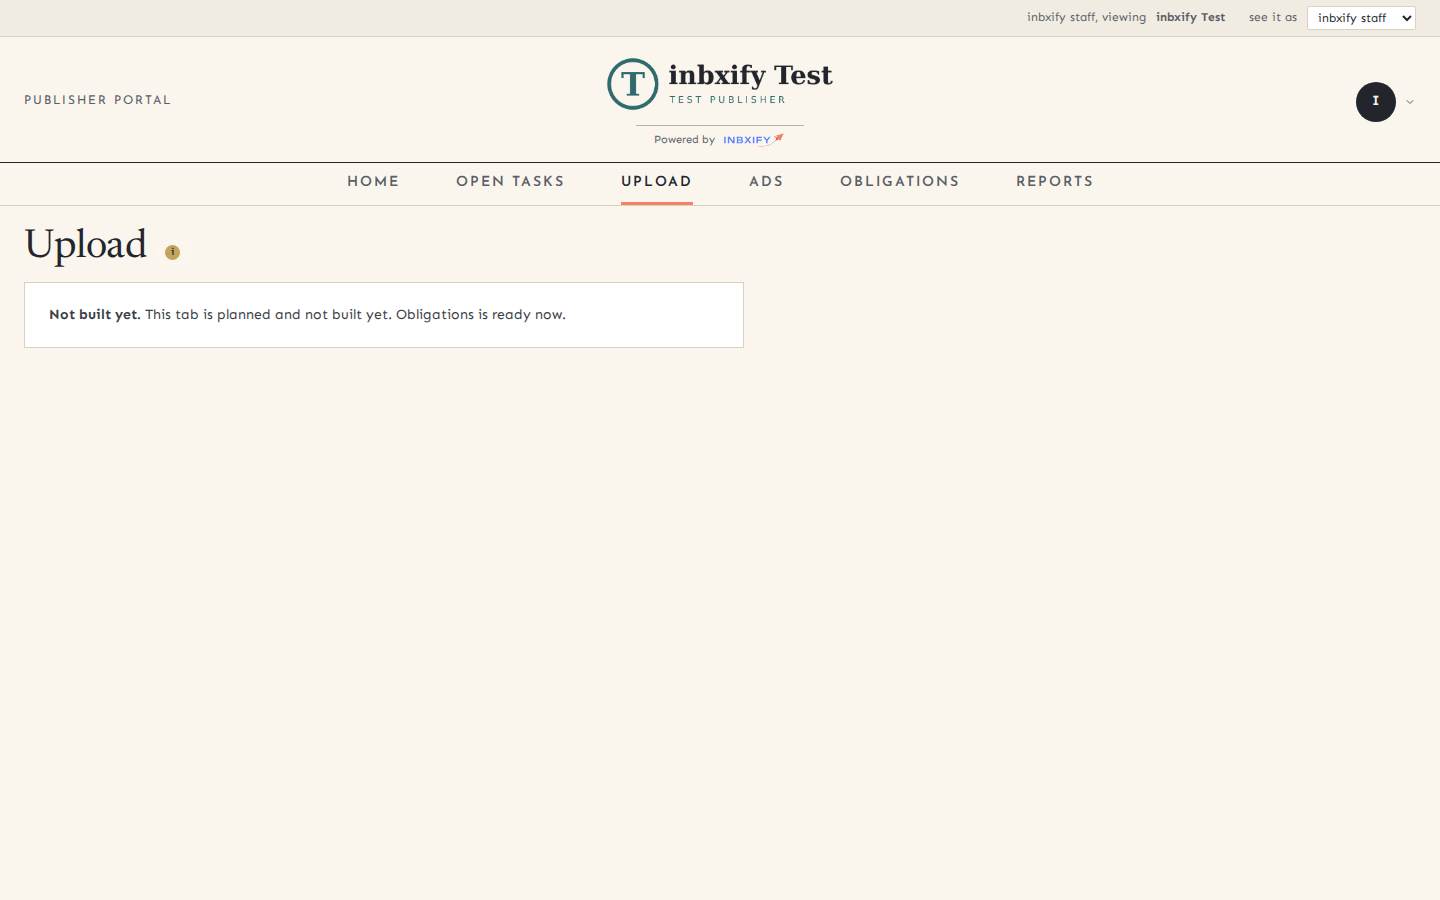 inbxify staff, viewing inbxify Test see it as inbxify staff
PUBLISHER PORTAL
T
inbxify Test
TEST PUBLISHER
Powered by INBXIFY
I
HOME OPEN TASKS UPLOAD ADS OBLIGATIONS REPORTS
Upload i
Not built yet. This tab is planned and not built yet. Obligations is ready now.